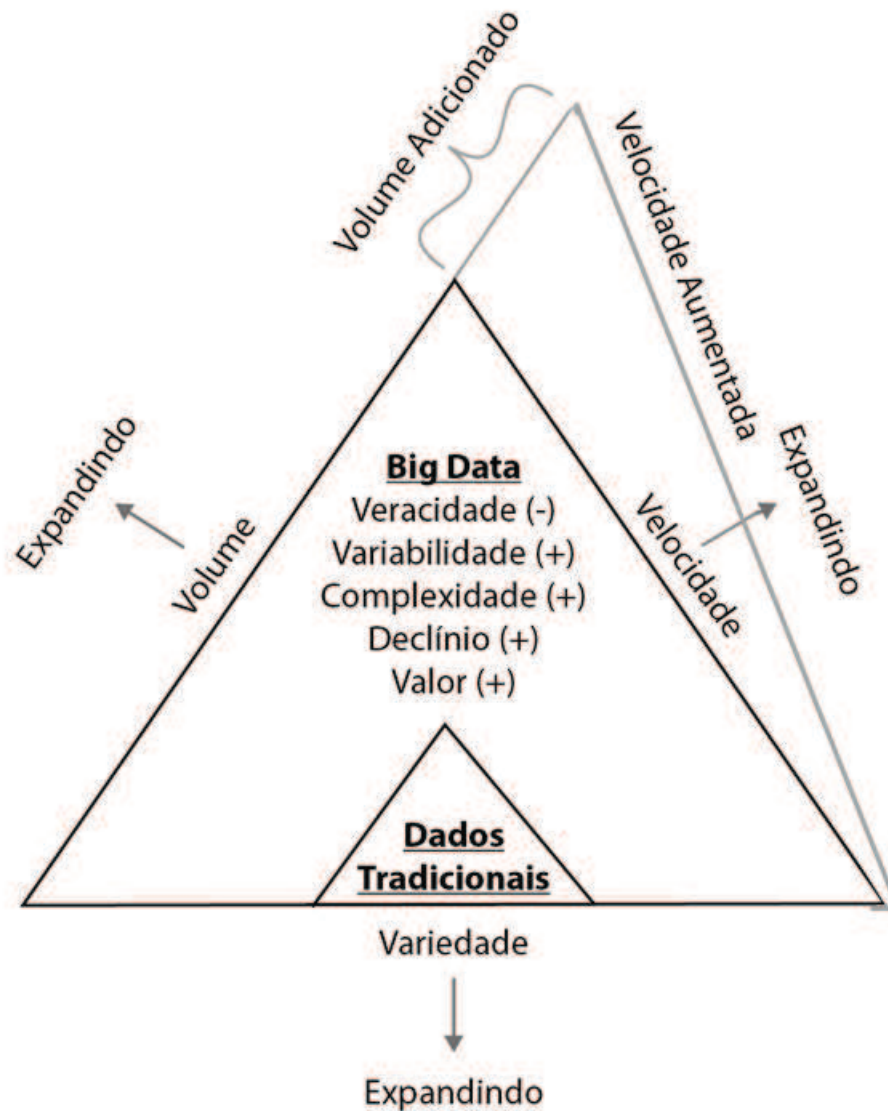 Volume Adicionado
Velocidade Aumentada
Expandindo
Volume
Big Data
Veracidade (-)
Variabilidade (+)
Complexidade (+)
Declínio (+)
Valor (+)
Velocidade
Expandindo
Dados
Tradicionais
Variedade
Expandindo